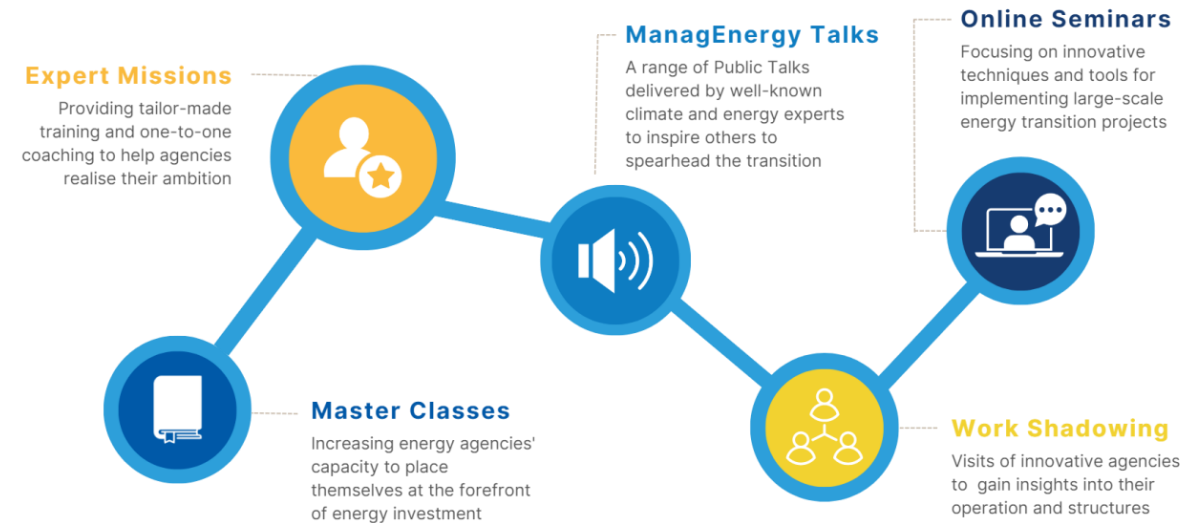 Expert Missions
Providing tailor-made
training and one-to-one
coaching to help agencies
realise their ambition
ManagEnergy Talks
A range of Public Talks
delivered by well-known
climate and energy experts
to inspire others to
spearhead the transition
Online Seminars
Focusing on innovative
techniques and tools for
implementing large-scale
energy transition projects
Master Classes
Increasing energy agencies'
capacity to place
themselves at the forefront
of energy investment
Work Shadowing
Visits of innovative agencies
to gain insights into their
operation and structures